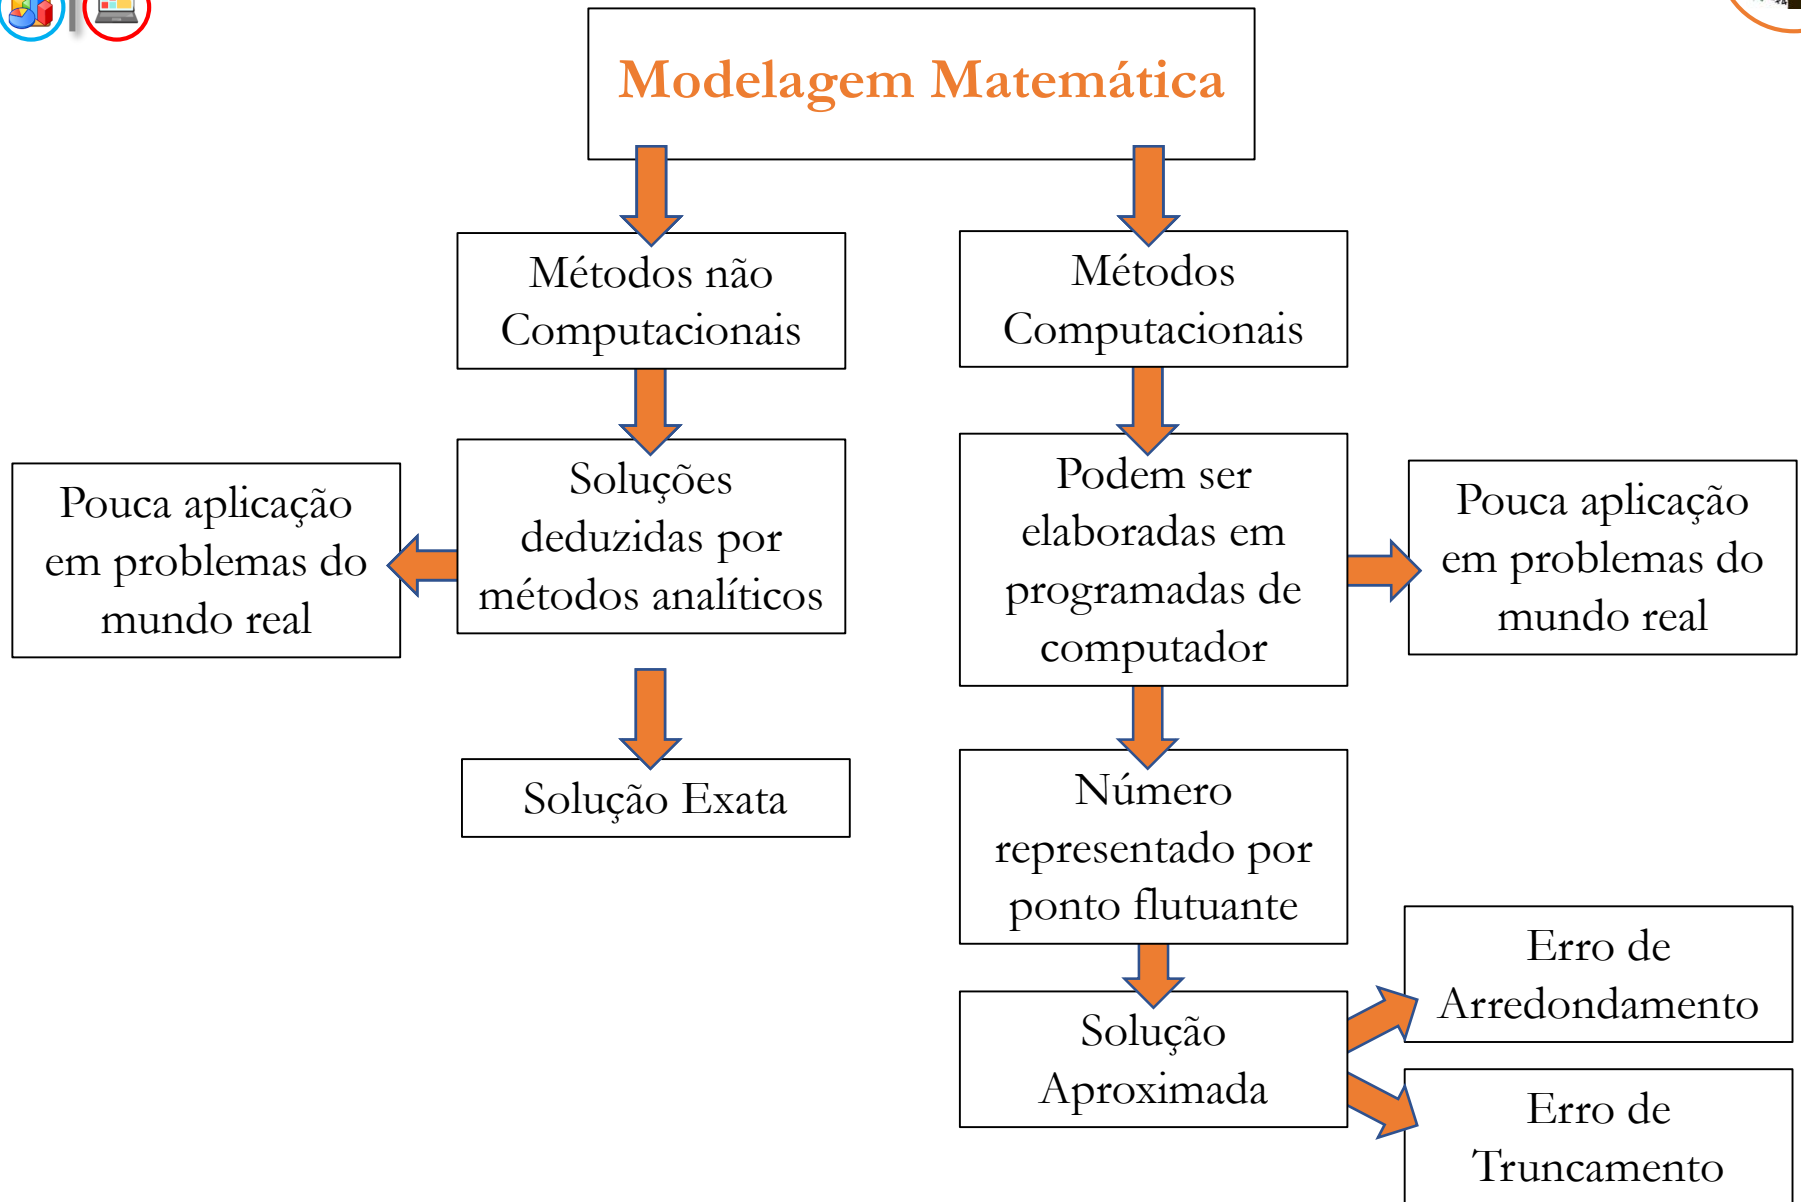 Modelagem Matemática
Métodos não
Computacionais
Métodos
Computacionais
Pouca aplicação
em problemas do
mundo real
Soluções
deduzidas por
métodos analíticos
Podem ser
elaboradas em
programadas de
computador
Pouca aplicação
em problemas do
mundo real
Solução Exata
Número
representado por
ponto flutuante
Solução
Aproximada
Erro de
Arredondamento
Erro de
Truncamento